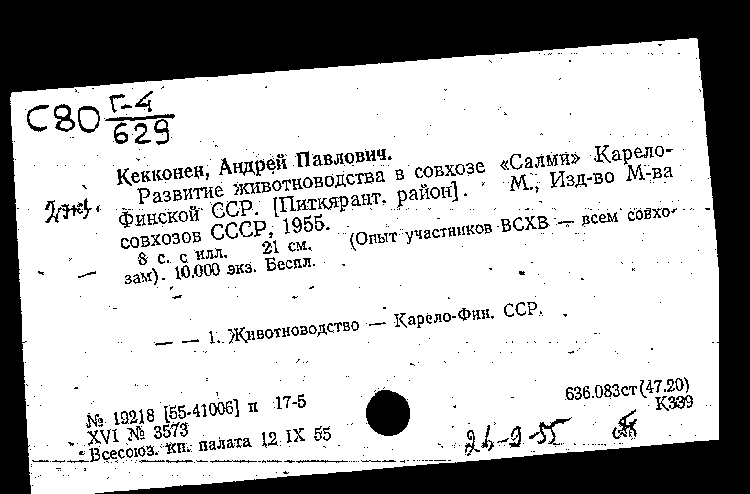 С80 Г-4
629
2 экз.
Кекконен, Андрей Павлович.
Развитие животноводства в совхозе «Салми» Карело-
Финской ССР. [Питкярант. район]. М., Изд-во М-ва
совхозов СССР, 1955.
8 с. с илл. 21 см. (Опыт участников ВСХВ — всем совхо-
зам). 10.000 экз. Беспл.
— — 1. Животноводство — Карело-Фин. ССР.
№ 19218 [55-41006] п 17-5
636.083ст(47.20)
XVI № 3573
К339
Всесоюз. кн. палата 12 IX 55